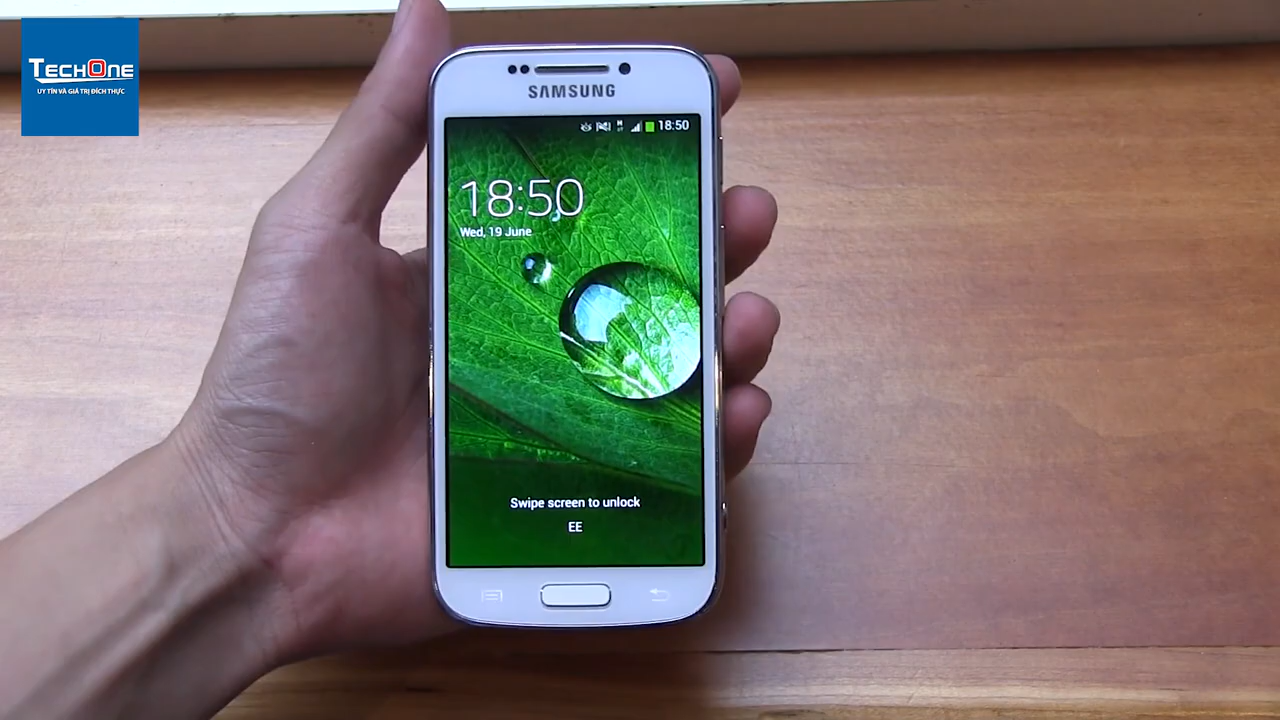 TECHONE
UY TÍN VÀ GIÁ TRỊ ĐÍCH THỰC
SAMSUNG
18:50
18:50
Wed, 19 June
Swipe screen to unlock
EE